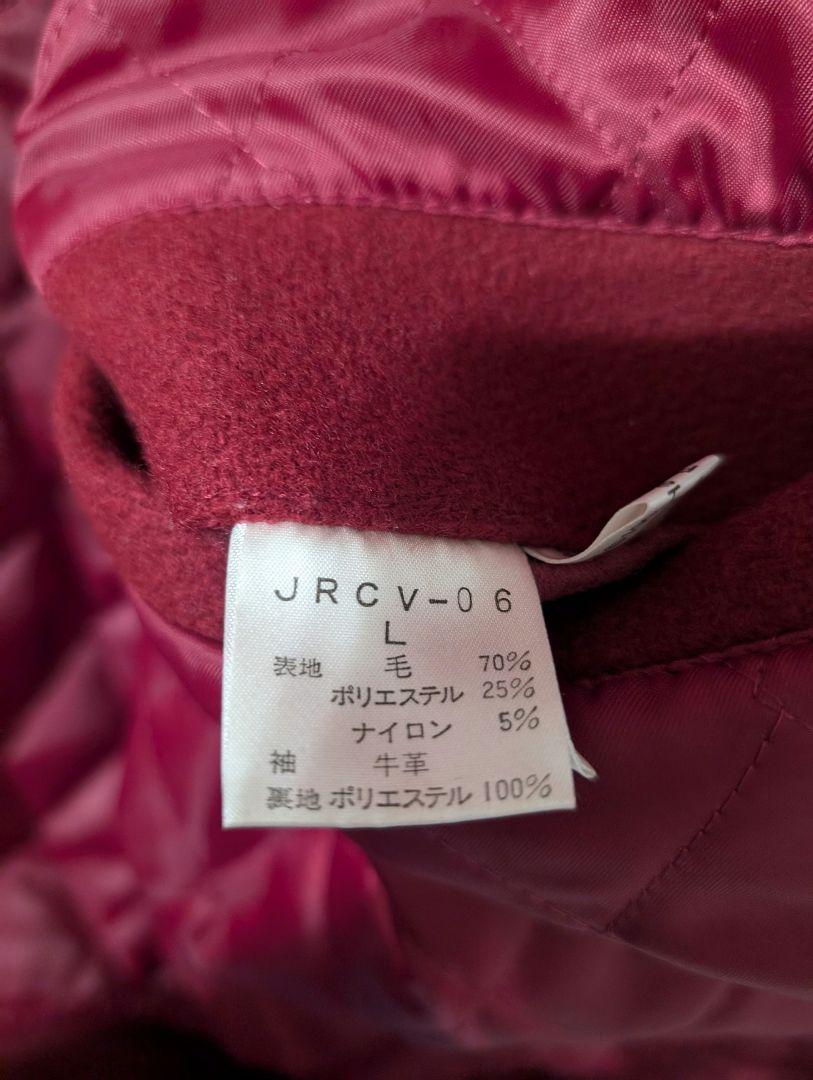 JRCV-06
L
表地 毛 70%
ポリエステル 25%
ナイロン 5%
袖 牛革
裏地 ポリエステル 100%